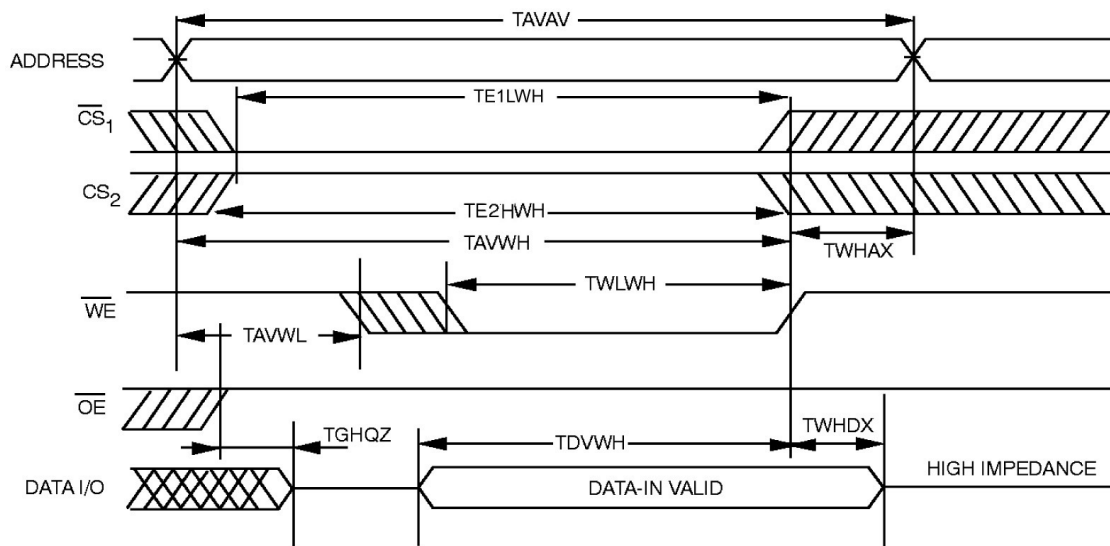 TAVAV
ADDRESS
TE1LWH
CS1
CS2
TE2HWH
TAVWH
TWHAX
TWLWH
WE
TAVWL
OE
TGHQZ
TDVWH
TWHDX
DATA I/O
DATA-IN VALID
HIGH IMPEDANCE